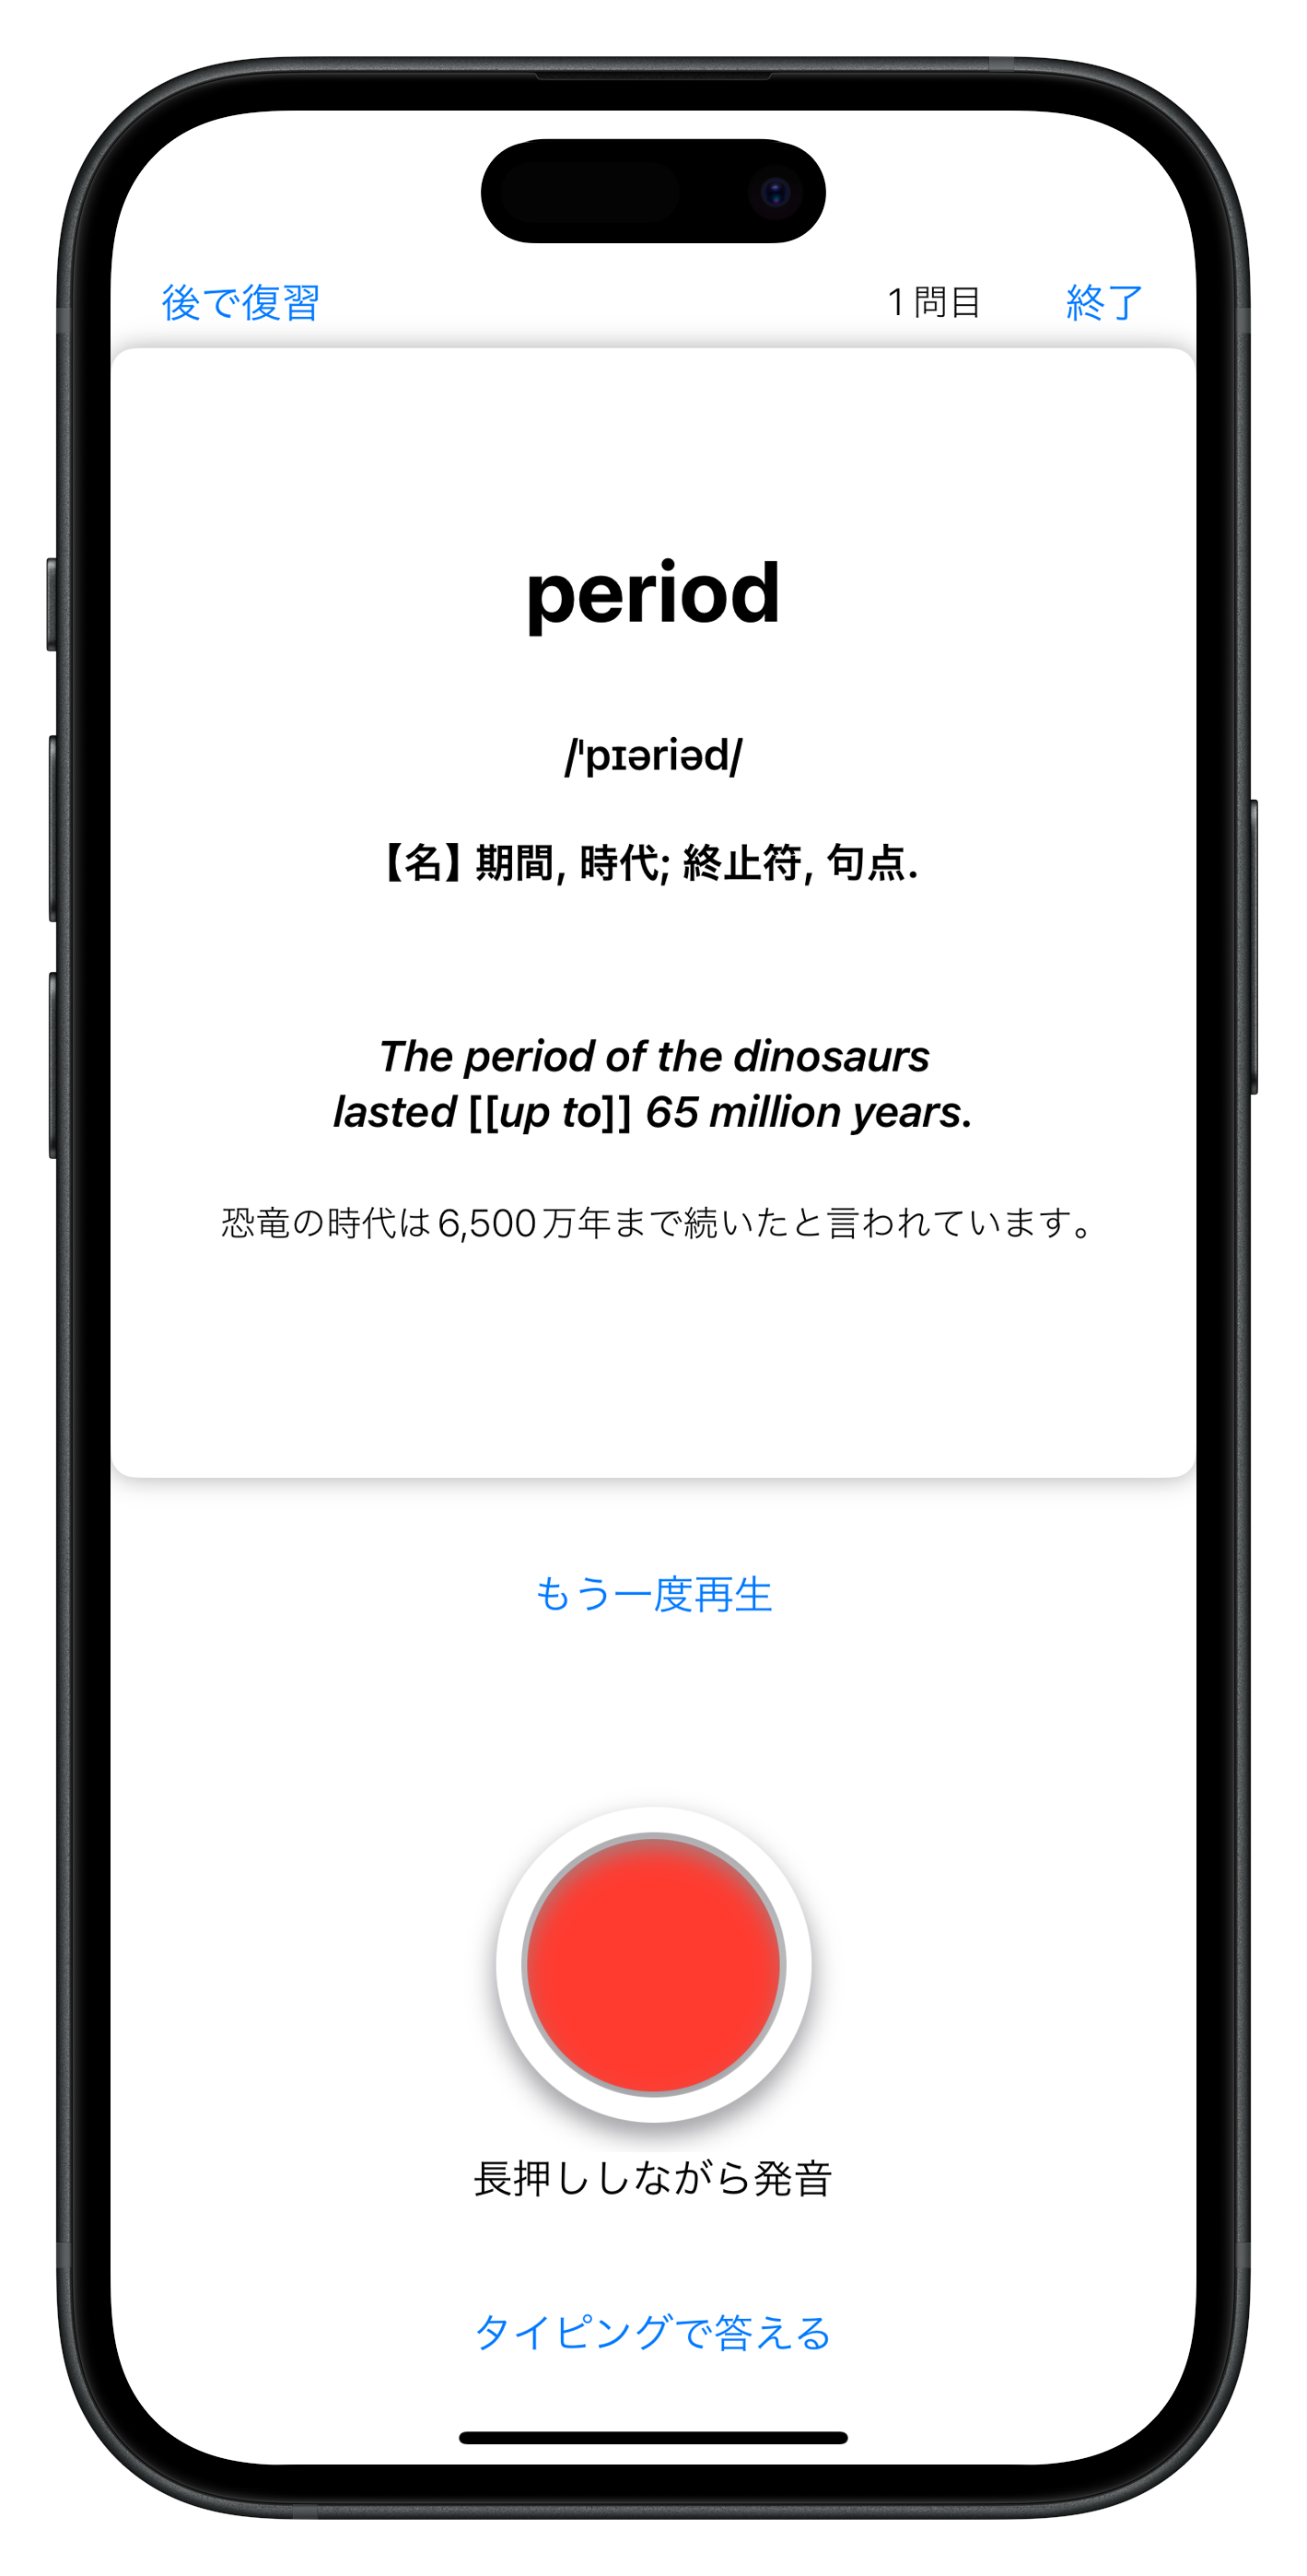 後で復習
1問目
終了
period
/ˈpɪəriəd/
【名】期間, 時代; 終止符, 句点.
The period of the dinosaurs
lasted [[up to]] 65 million years.
恐竜の時代は6,500万年まで続いたと言われています。
もう一度再生
長押ししながら発音
タイピングで答える